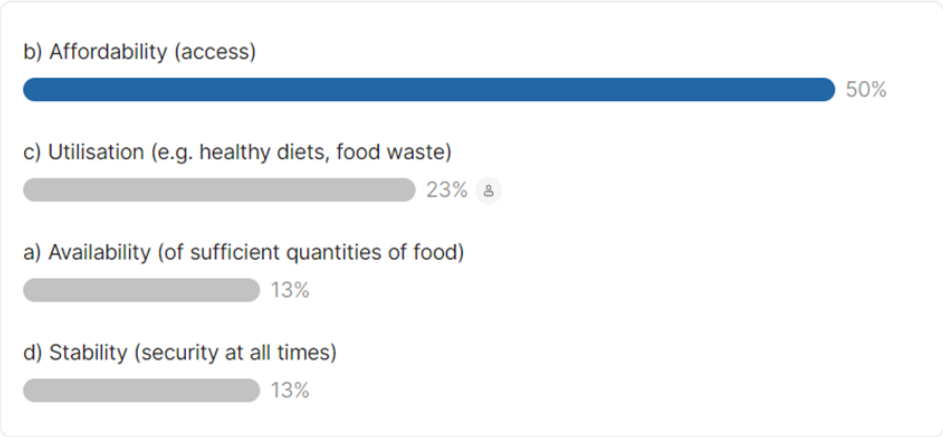 b) Affordability (access)
50%
c) Utilisation (e.g. healthy diets, food waste)
23%
a) Availability (of sufficient quantities of food)
13%
d) Stability (security at all times)
13%